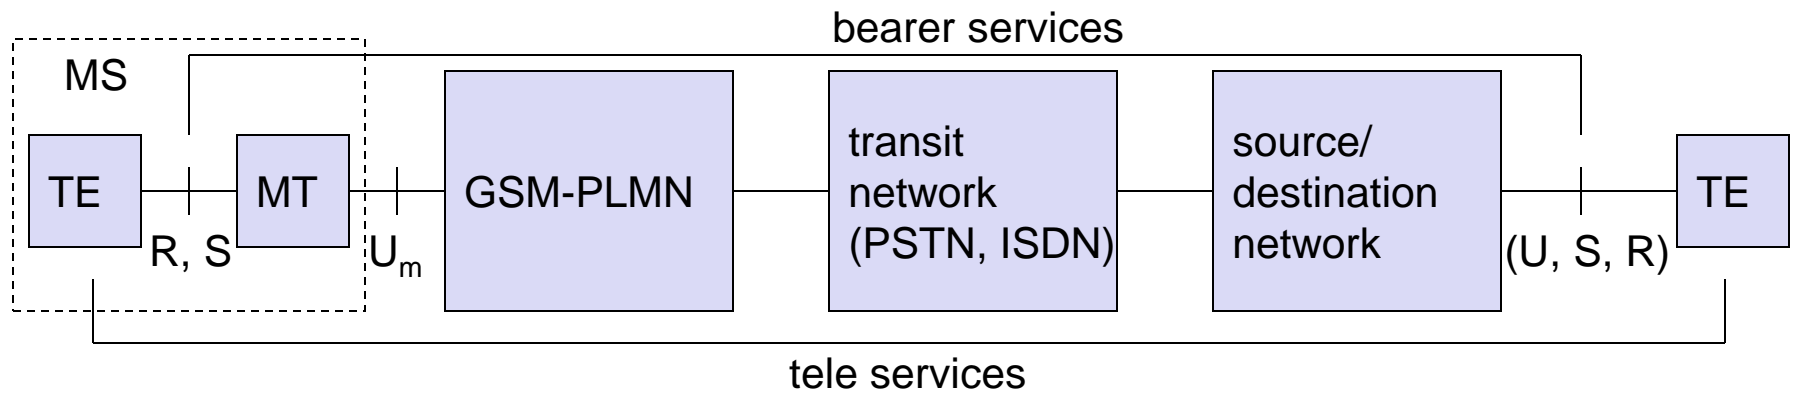 bearer services
MS
TE
MT
GSM-PLMN
transit
network
(PSTN, ISDN)
source/
destination
network
TE
R, S
Um
(U, S, R)
tele services